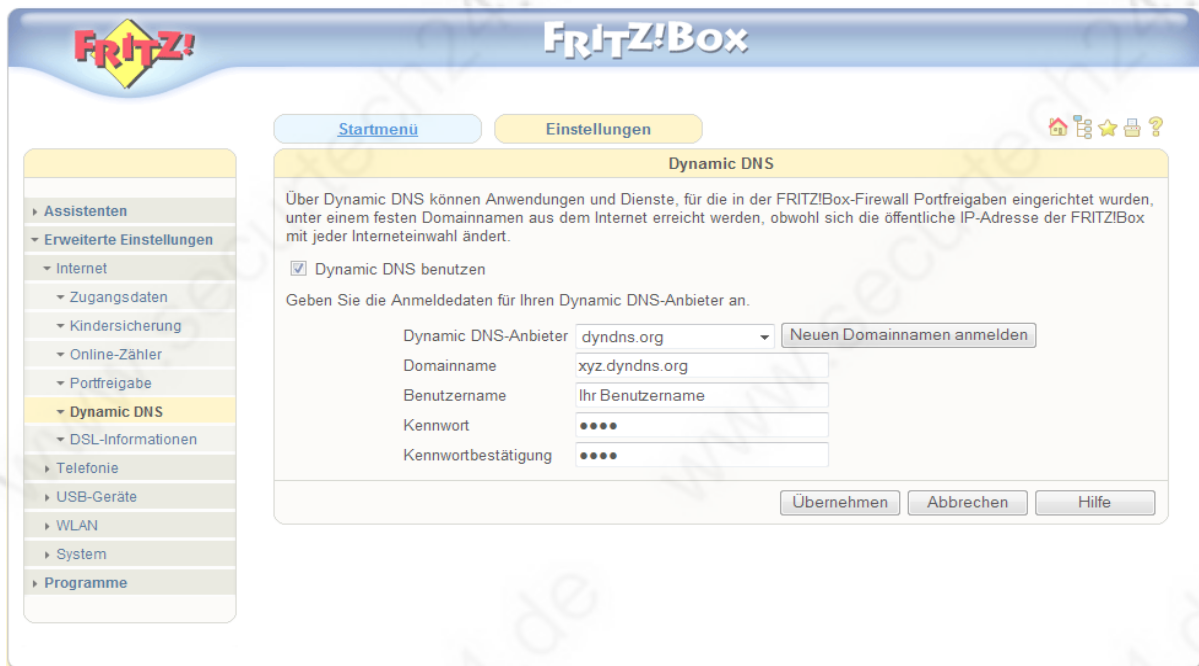 FRITZ!
FRITZ!Box
Startmenü
Einstellungen
Dynamic DNS
Assistenten
Erweiterte Einstellungen
Internet
Zugangsdaten
Kindersicherung
Online-Zähler
Portfreigabe
Dynamic DNS
DSL-Informationen
Telefonie
USB-Geräte
WLAN
System
Programme
Über Dynamic DNS können Anwendungen und Dienste, für die in der FRITZ!Box-Firewall Portfreigaben eingerichtet wurden,
unter einem festen Domainnamen aus dem Internet erreicht werden, obwohl sich die öffentliche IP-Adresse der FRITZ!Box
mit jeder Interneteinwahl ändert.
Dynamic DNS benutzen
Geben Sie die Anmeldedaten für Ihren Dynamic DNS-Anbieter an.
Dynamic DNS-Anbieter dyndns.org Neuen Domainnamen anmelden
Domainname xyz.dyndns.org
Benutzername Ihr Benutzername
Kennwort ••••
Kennwortbestätigung ••••
Übernehmen Abbrechen Hilfe
www.securtech24.de